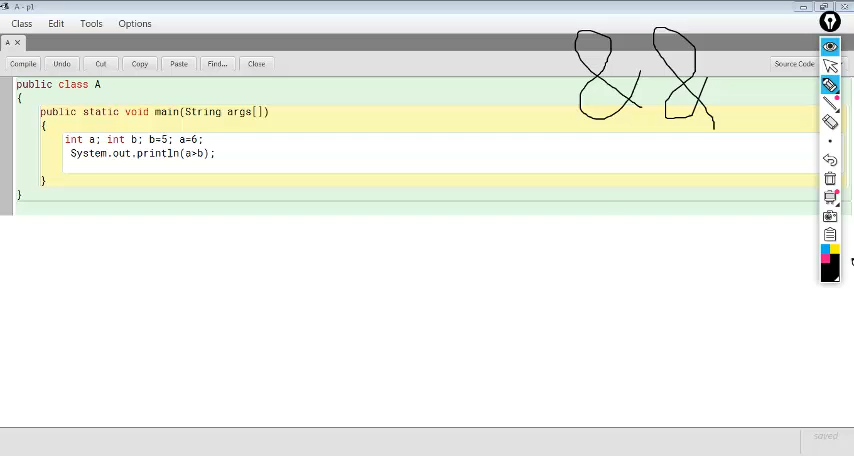 A - p1
Class Edit Tools Options
A ✕
Compile Undo Cut Copy Paste Find... Close Source Code
&&
public class A
{
public static void main(String args[])
{
int a; int b; b=5; a=6;
System.out.println(a>b);
}
}
saved